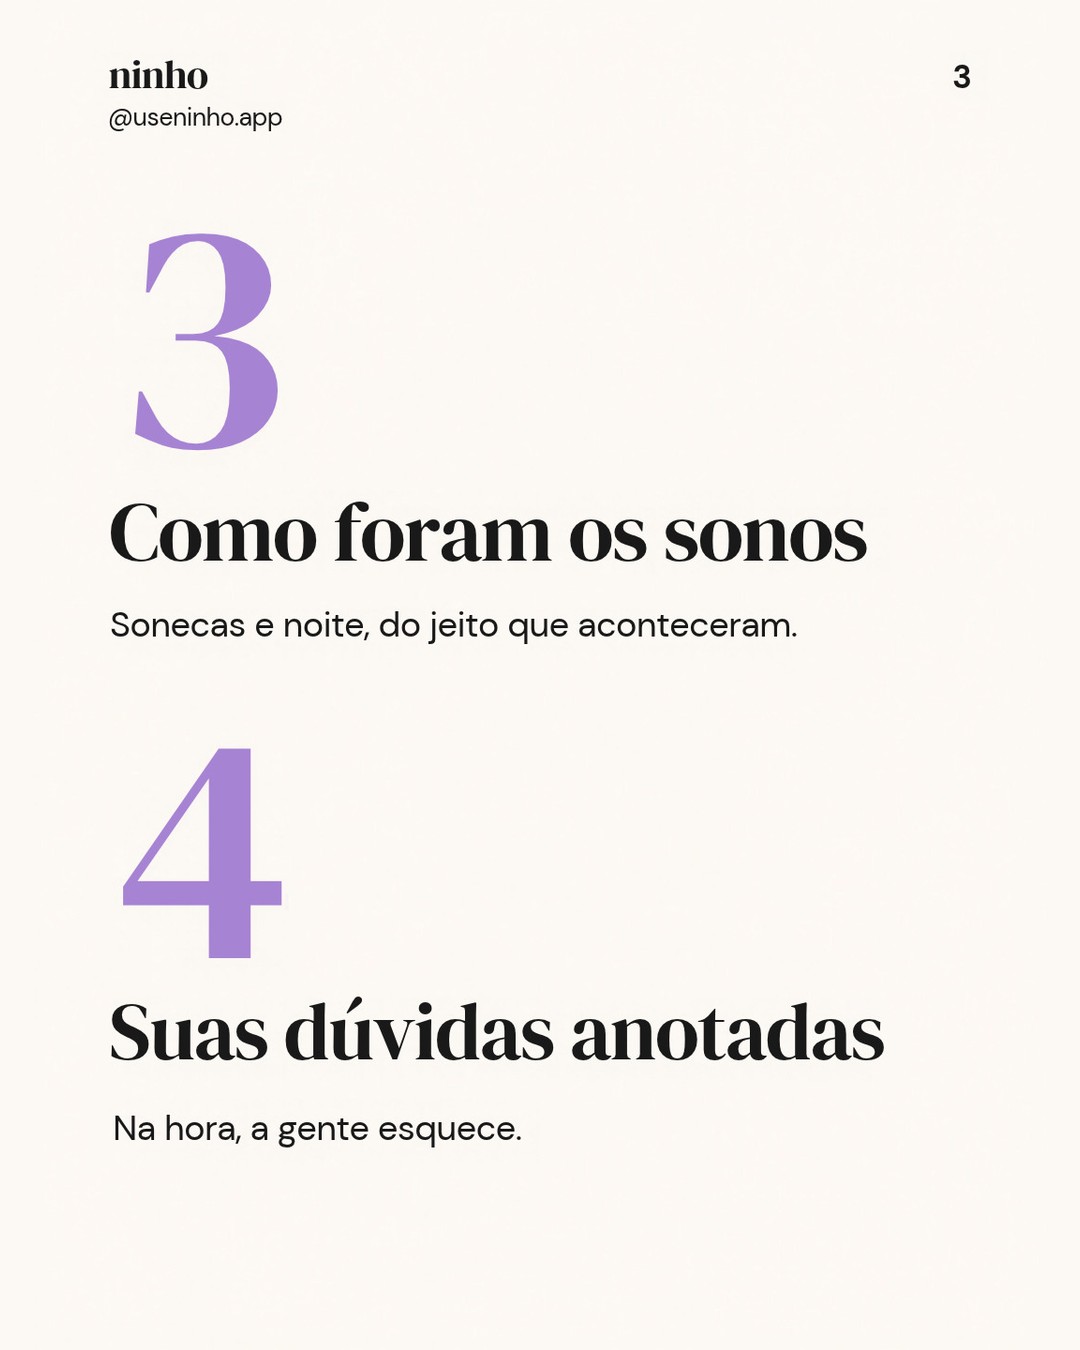 ninho
3
@useninho.app
3
Como foram os sonos
Sonecas e noite, do jeito que aconteceram.
4
Suas dúvidas anotadas
Na hora, a gente esquece.